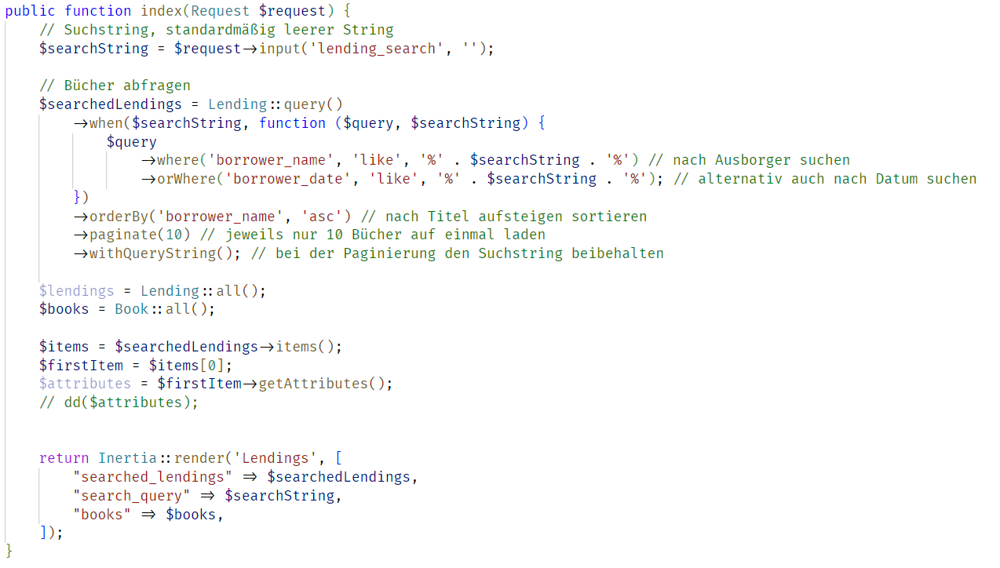 public function index(Request $request) {
    // Suchstring, standardmäßig leerer String
    $searchString = $request->input('lending_search', '');

    // Bücher abfragen
    $searchedLendings = Lending::query()
        ->when($searchString, function ($query, $searchString) {
            $query
                ->where('borrower_name', 'like', '%' . $searchString . '%') // nach Ausborger suchen
                ->orWhere('borrower_date', 'like', '%' . $searchString . '%'); // alternativ auch nach Datum suchen
        })
        ->orderBy('borrower_name', 'asc') // nach Titel aufsteigen sortieren
        ->paginate(10) // jeweils nur 10 Bücher auf einmal laden
        ->withQueryString(); // bei der Paginierung den Suchstring beibehalten

    $lendings = Lending::all();
    $books = Book::all();

    $items = $searchedLendings->items();
    $firstItem = $items[0];
    $attributes = $firstItem->getAttributes();
    // dd($attributes);


    return Inertia::render('Lendings', [
        "searched_lendings" => $searchedLendings,
        "search_query" => $searchString,
        "books" => $books,
    ]);
}